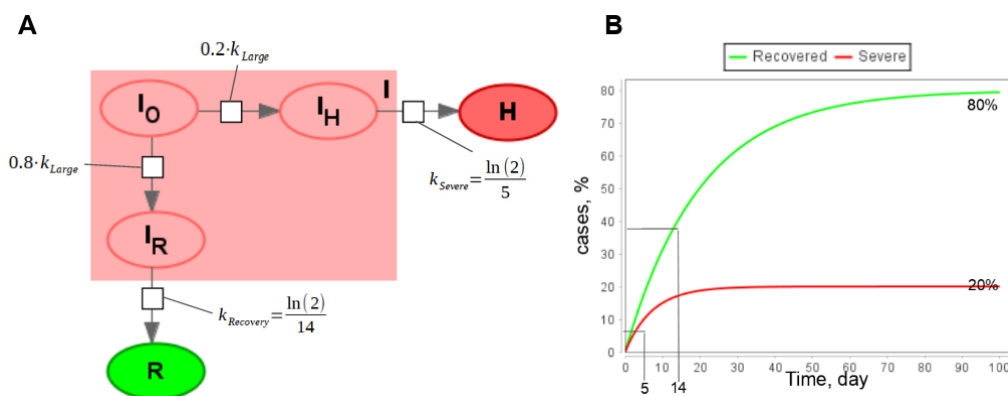 A
0.2·k_Large
I_O
I_H
I
H
0.8·k_Large
k_Severe = ln(2)/5
I_R
k_Recovery = ln(2)/14
R
B
Recovered Severe
cases, %
80
70
60
50
40
30
20
10
0
80%
20%
0 10 20 30 40 50 60 70 80 90 100
5 14
Time, day